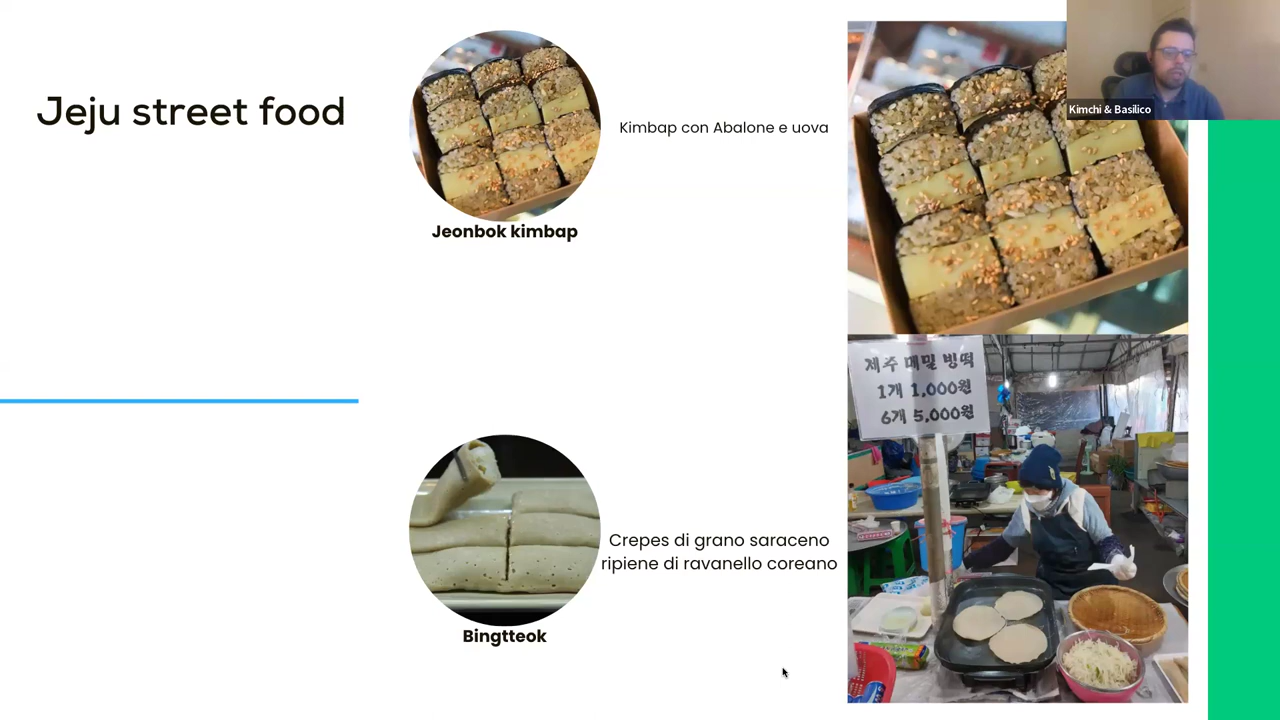 Jeju street food
Kimbap con Abalone e uova
Jeonbok kimbap
Kimchi & Basilico
제주 메밀 빙떡
1개 1,000원
6개 5,000원
Crepes di grano saraceno
ripiene di ravanello coreano
Bingtteok